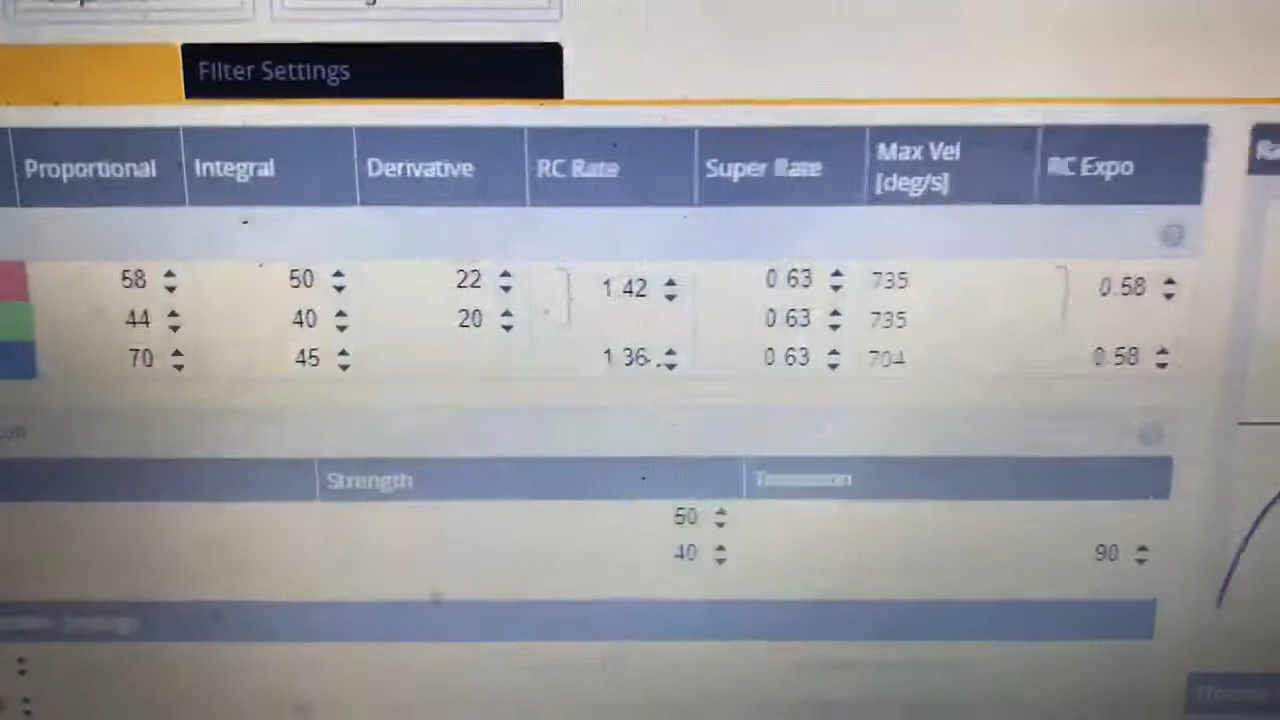 Filter Settings
Proportional Integral Derivative RC Rate Super Rate Max Vel [deg/s] RC Expo
58 50 22 1.42 0.63 735 0.58
44 40 20 0.63 735
70 45 1.36 0.63 704 0.58
Strength
50
40 90